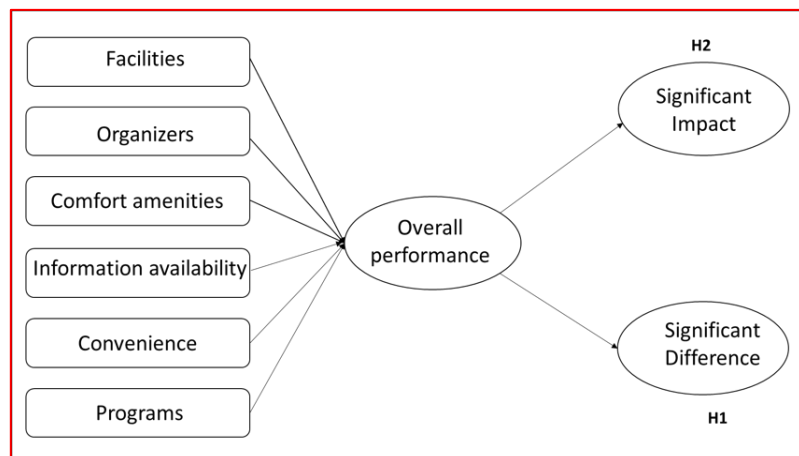 Facilities
Organizers
Comfort amenities
Information availability
Convenience
Programs
Overall
performance
H2
Significant
Impact
Significant
Difference
H1